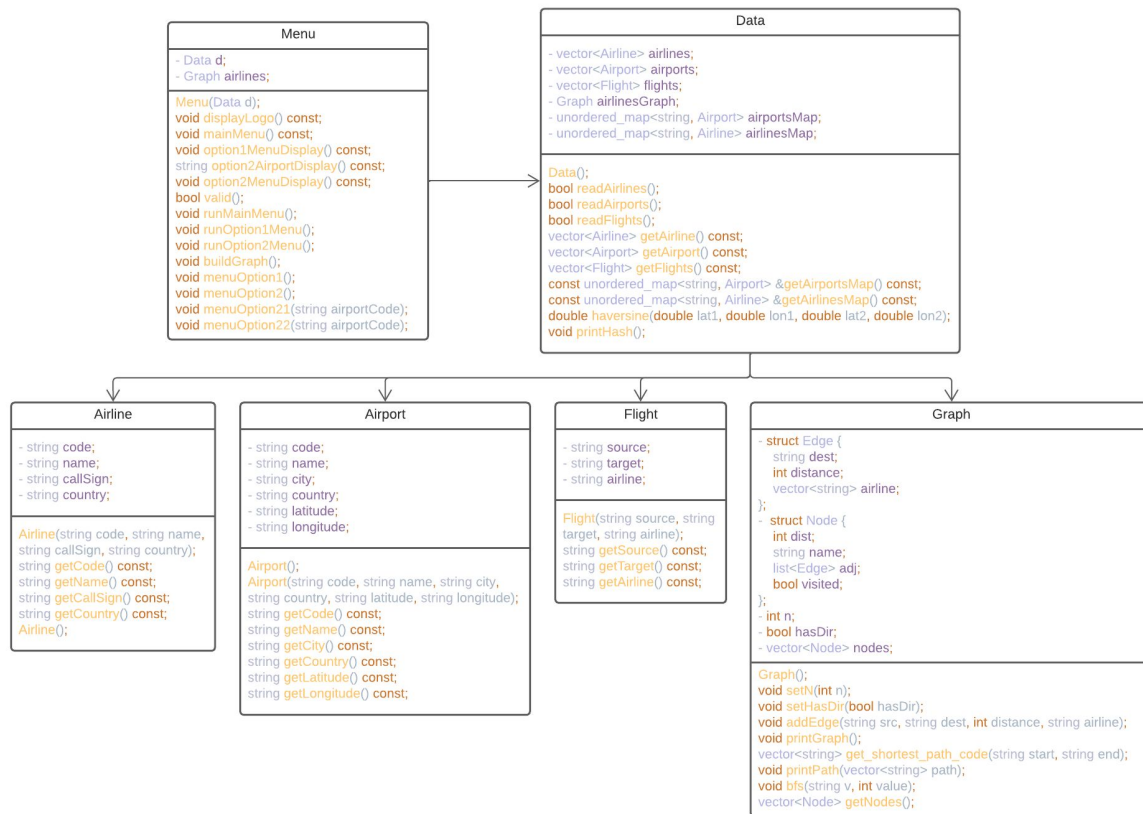 Menu
- Data d;
- Graph airlines;
Menu(Data d);
void displayLogo() const;
void mainMenu() const;
void option1MenuDisplay() const;
string option2AirportDisplay() const;
void option2MenuDisplay() const;
bool valid();
void runMainMenu();
void runOption1Menu();
void runOption2Menu();
void buildGraph();
void menuOption1();
void menuOption2();
void menuOption21(string airportCode);
void menuOption22(string airportCode);
Data
- vector<Airline> airlines;
- vector<Airport> airports;
- vector<Flight> flights;
- Graph airlinesGraph;
- unordered_map<string, Airport> airportsMap;
- unordered_map<string, Airline> airlinesMap;
Data();
bool readAirlines();
bool readAirports();
bool readFlights();
vector<Airline> getAirline() const;
vector<Airport> getAirport() const;
vector<Flight> getFlights() const;
const unordered_map<string, Airport> &getAirportsMap() const;
const unordered_map<string, Airline> &getAirlinesMap() const;
double haversine(double lat1, double lon1, double lat2, double lon2);
void printHash();
Airline
- string code;
- string name;
- string callSign;
- string country;
Airline(string code, string name,
string callSign, string country);
string getCode() const;
string getName() const;
string getCallSign() const;
string getCountry() const;
Airline();
Airport
- string code;
- string name;
- string city;
- string country;
- string latitude;
- string longitude;
Airport();
Airport(string code, string name, string city,
string country, string latitude, string longitude);
string getCode() const;
string getName() const;
string getCity() const;
string getCountry() const;
string getLatitude() const;
string getLongitude() const;
Flight
- string source;
- string target;
- string airline;
Flight(string source, string
target, string airline);
string getSource() const;
string getTarget() const;
string getAirline() const;
Graph
- struct Edge {
string dest;
int distance;
vector<string> airline;
};
- struct Node {
int dist;
string name;
list<Edge> adj;
bool visited;
};
- int n;
- bool hasDir;
- vector<Node> nodes;
Graph();
void setN(int n);
void setHasDir(bool hasDir);
void addEdge(string src, string dest, int distance, string airline);
void printGraph();
vector<string> get_shortest_path_code(string start, string end);
void printPath(vector<string> path);
void bfs(string v, int value);
vector<Node> getNodes();